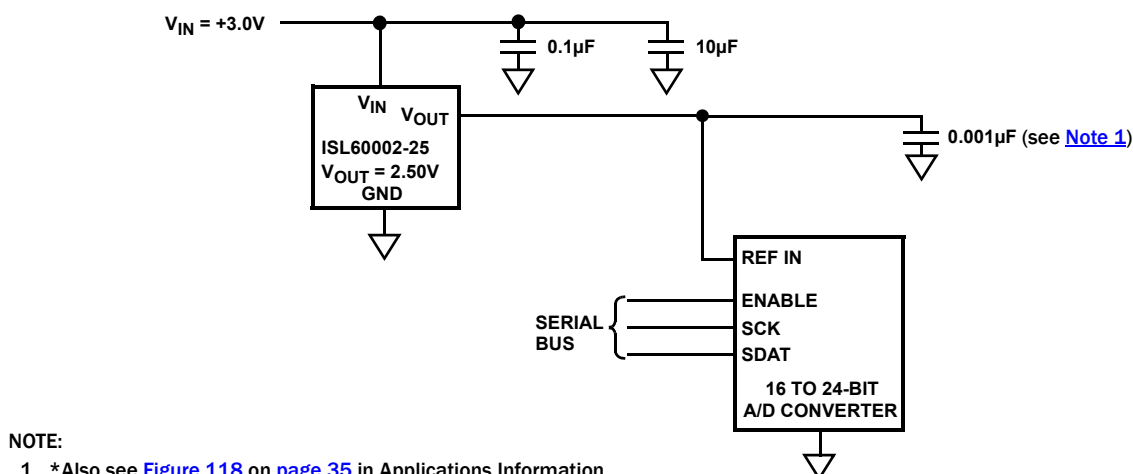 VIN = +3.0V
0.1µF
10µF
VIN
VOUT
ISL60002-25
VOUT = 2.50V
GND
0.001µF (see Note 1)
REF IN
ENABLE
SERIAL
BUS
SCK
SDAT
16 TO 24-BIT
A/D CONVERTER
NOTE:
1. *Also see Figure 118 on page 35 in Applications Information